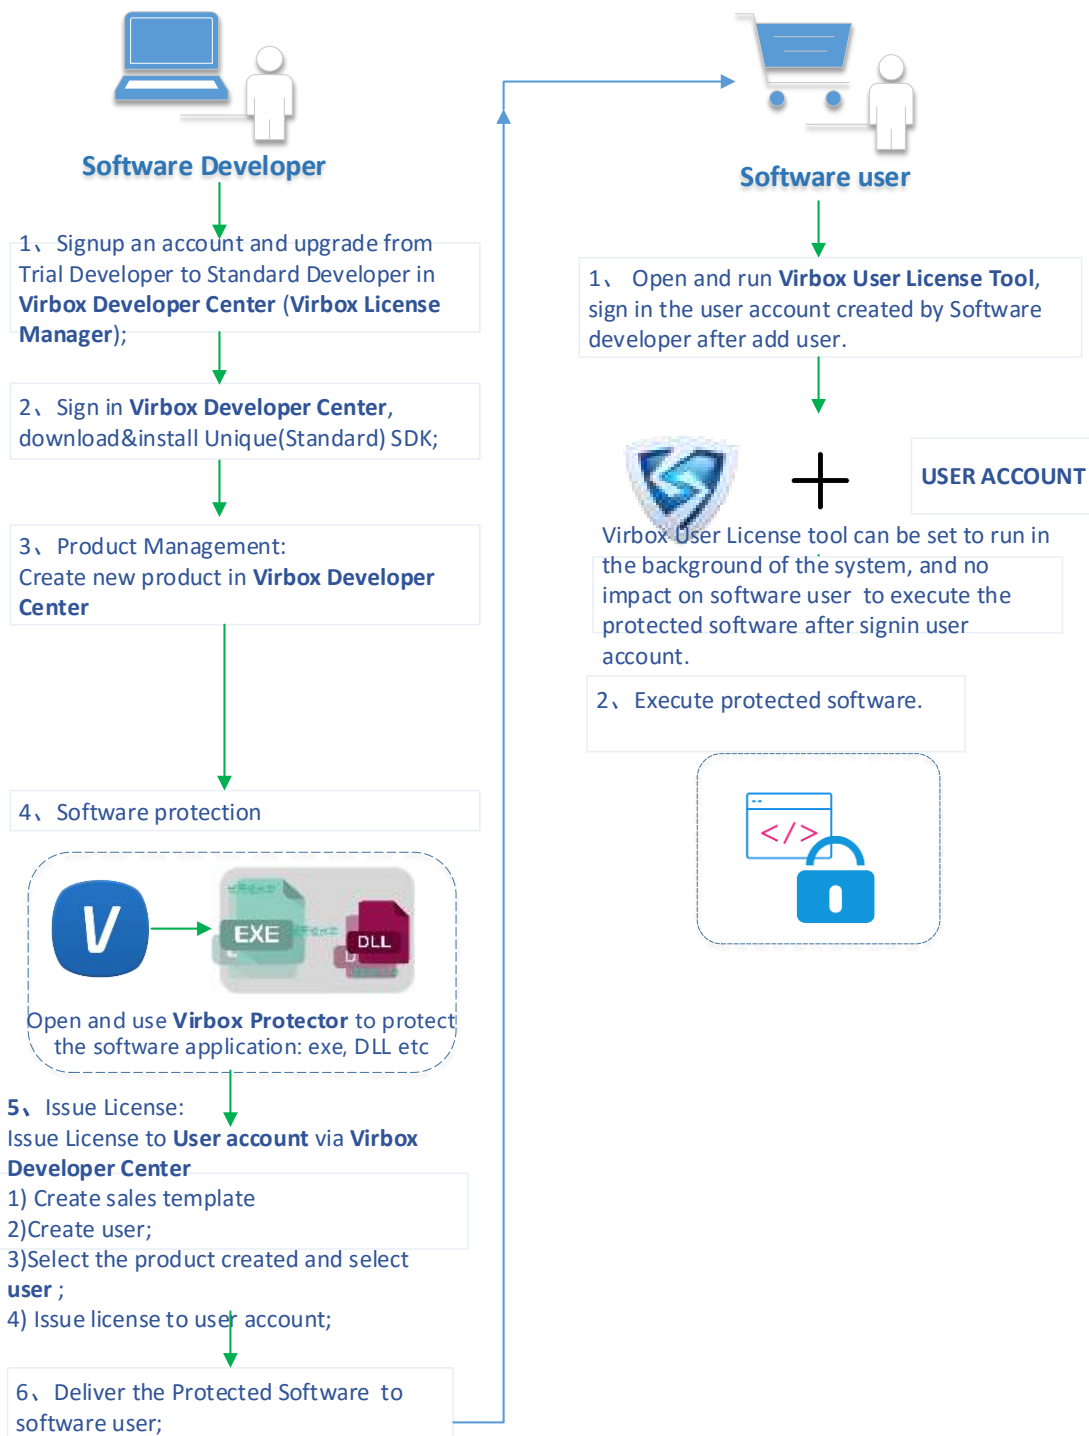 Software Developer
1、Signup an account and upgrade from
Trial Developer to Standard Developer in
Virbox Developer Center (Virbox License
Manager);
2、Sign in Virbox Developer Center,
download&install Unique(Standard) SDK;
3、Product Management:
Create new product in Virbox Developer
Center
4、Software protection
V
EXE
DLL
Open and use Virbox Protector to protect
the software application: exe, DLL etc
5、Issue License:
Issue License to User account via Virbox
Developer Center
1) Create sales template
2)Create user;
3)Select the product created and select
user ;
4) Issue license to user account;
6、Deliver the Protected Software to
software user;
Software user
1、 Open and run Virbox User License Tool,
sign in the user account created by Software
developer after add user.
USER ACCOUNT
Virbox User License tool can be set to run in
the background of the system, and no
impact on software user to execute the
protected software after signin user
account.
2、Execute protected software.
</>